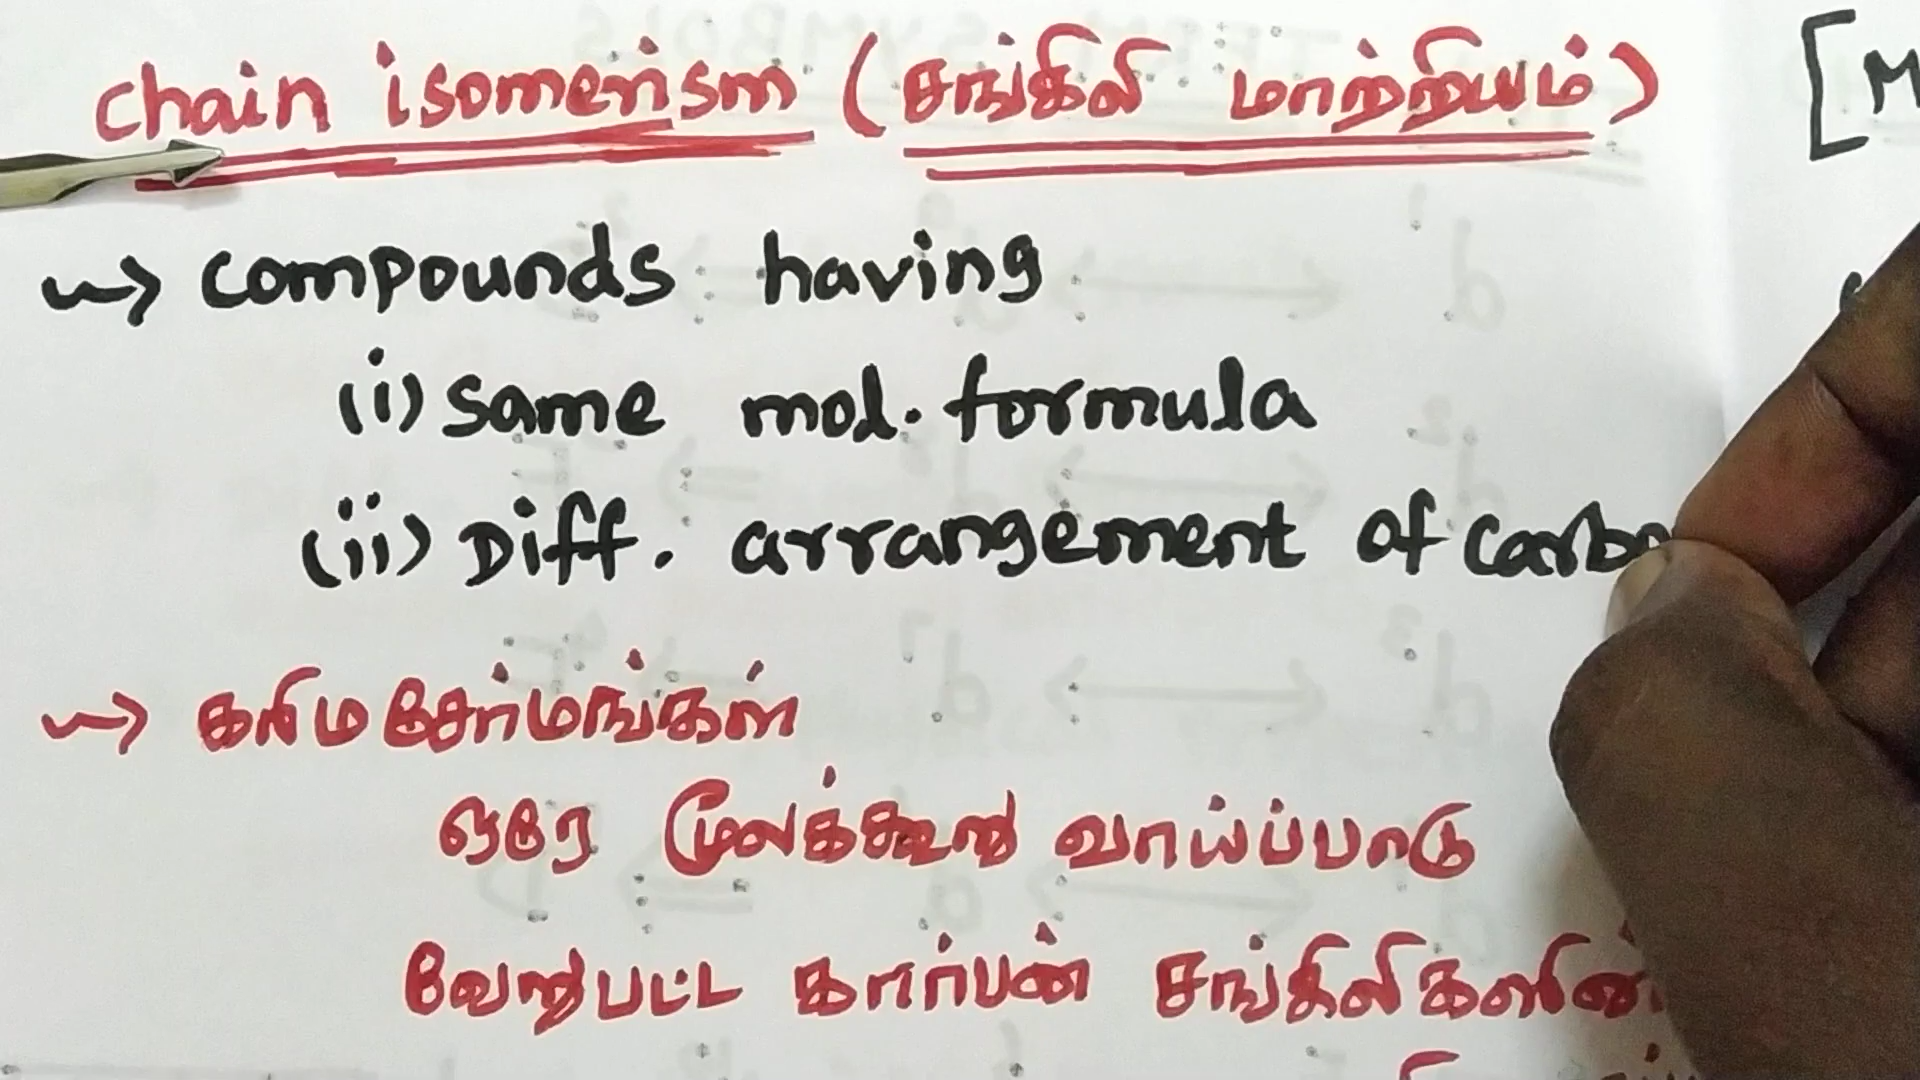 chain isomerism (சங்கிலி மாற்றியம்)
compounds having
(i) same mol. formula
(ii) Diff. arrangement of
கரிம சேர்மங்கள்
ஒரே மூலக்கூறு வாய்ப்பாடு
வேறுபட்ட கார்பன் சங்கிலிகளின்